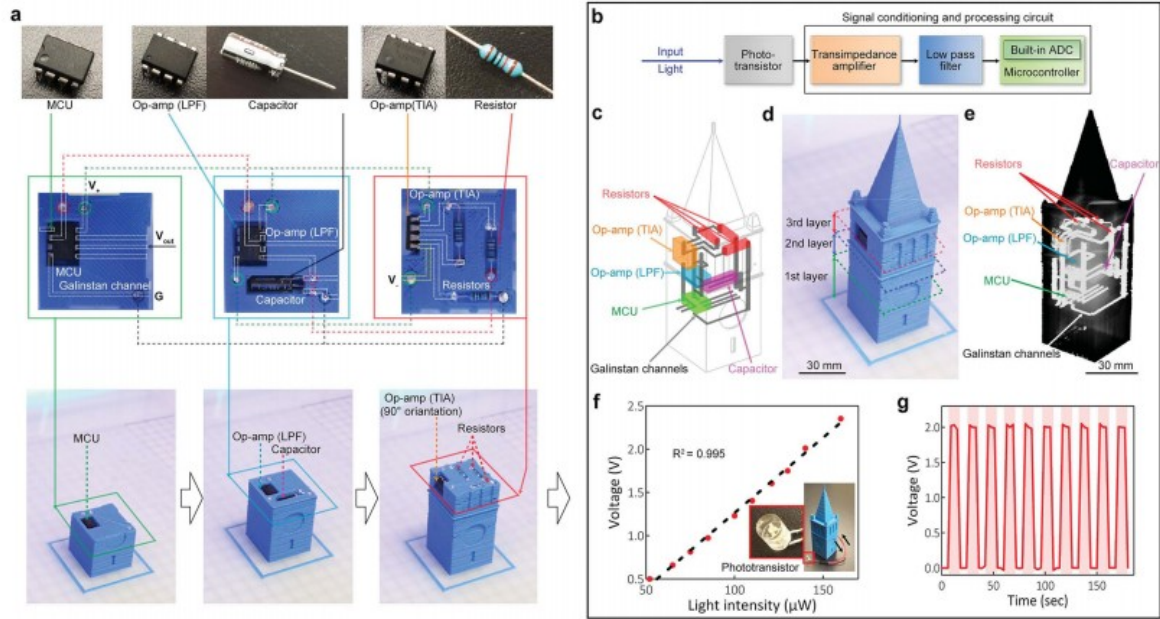 a
MCU
Op-amp (LPF)
Capacitor
Op-amp(TIA)
Resistor
V+
Vout
MCU
Galinstan channel
G
Op-amp (LPF)
Capacitor
Op-amp (TIA)
V-
Resistors
MCU
Op-amp (LPF)
Capacitor
Op-amp (TIA)
(90° oriantation)
Resistors
b
Signal conditioning and processing circuit
Input
Light
Photo-
transistor
Transimpedance
amplifier
Low pass
filter
Built-in ADC
Microcontroller
c
Resistors
Op-amp (TIA)
Op-amp (LPF)
MCU
Galinstan channels
Capacitor
d
3rd layer
2nd layer
1st layer
30 mm
e
Resistors
Capacitor
Op-amp (TIA)
Op-amp (LPF)
MCU
Galinstan channels
30 mm
f
2.5
2.0
1.5
1.0
0.5
Voltage (V)
R² = 0.995
Phototransistor
50
100
150
Light intensity (μW)
g
2.0
1.5
1.0
0.5
0.0
Voltage (V)
0
50
100
150
Time (sec)